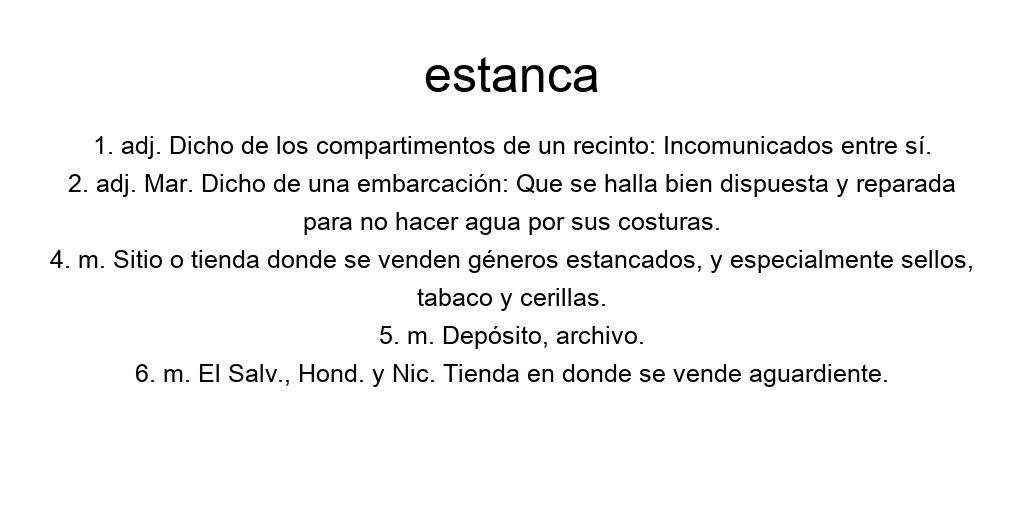 estanca
1. adj. Dicho de los compartimentos de un recinto: Incomunicados entre sí.
2. adj. Mar. Dicho de una embarcación: Que se halla bien dispuesta y reparada
para no hacer agua por sus costuras.
4. m. Sitio o tienda donde se venden géneros estancados, y especialmente sellos,
tabaco y cerillas.
5. m. Depósito, archivo.
6. m. El Salv., Hond. y Nic. Tienda en donde se vende aguardiente.